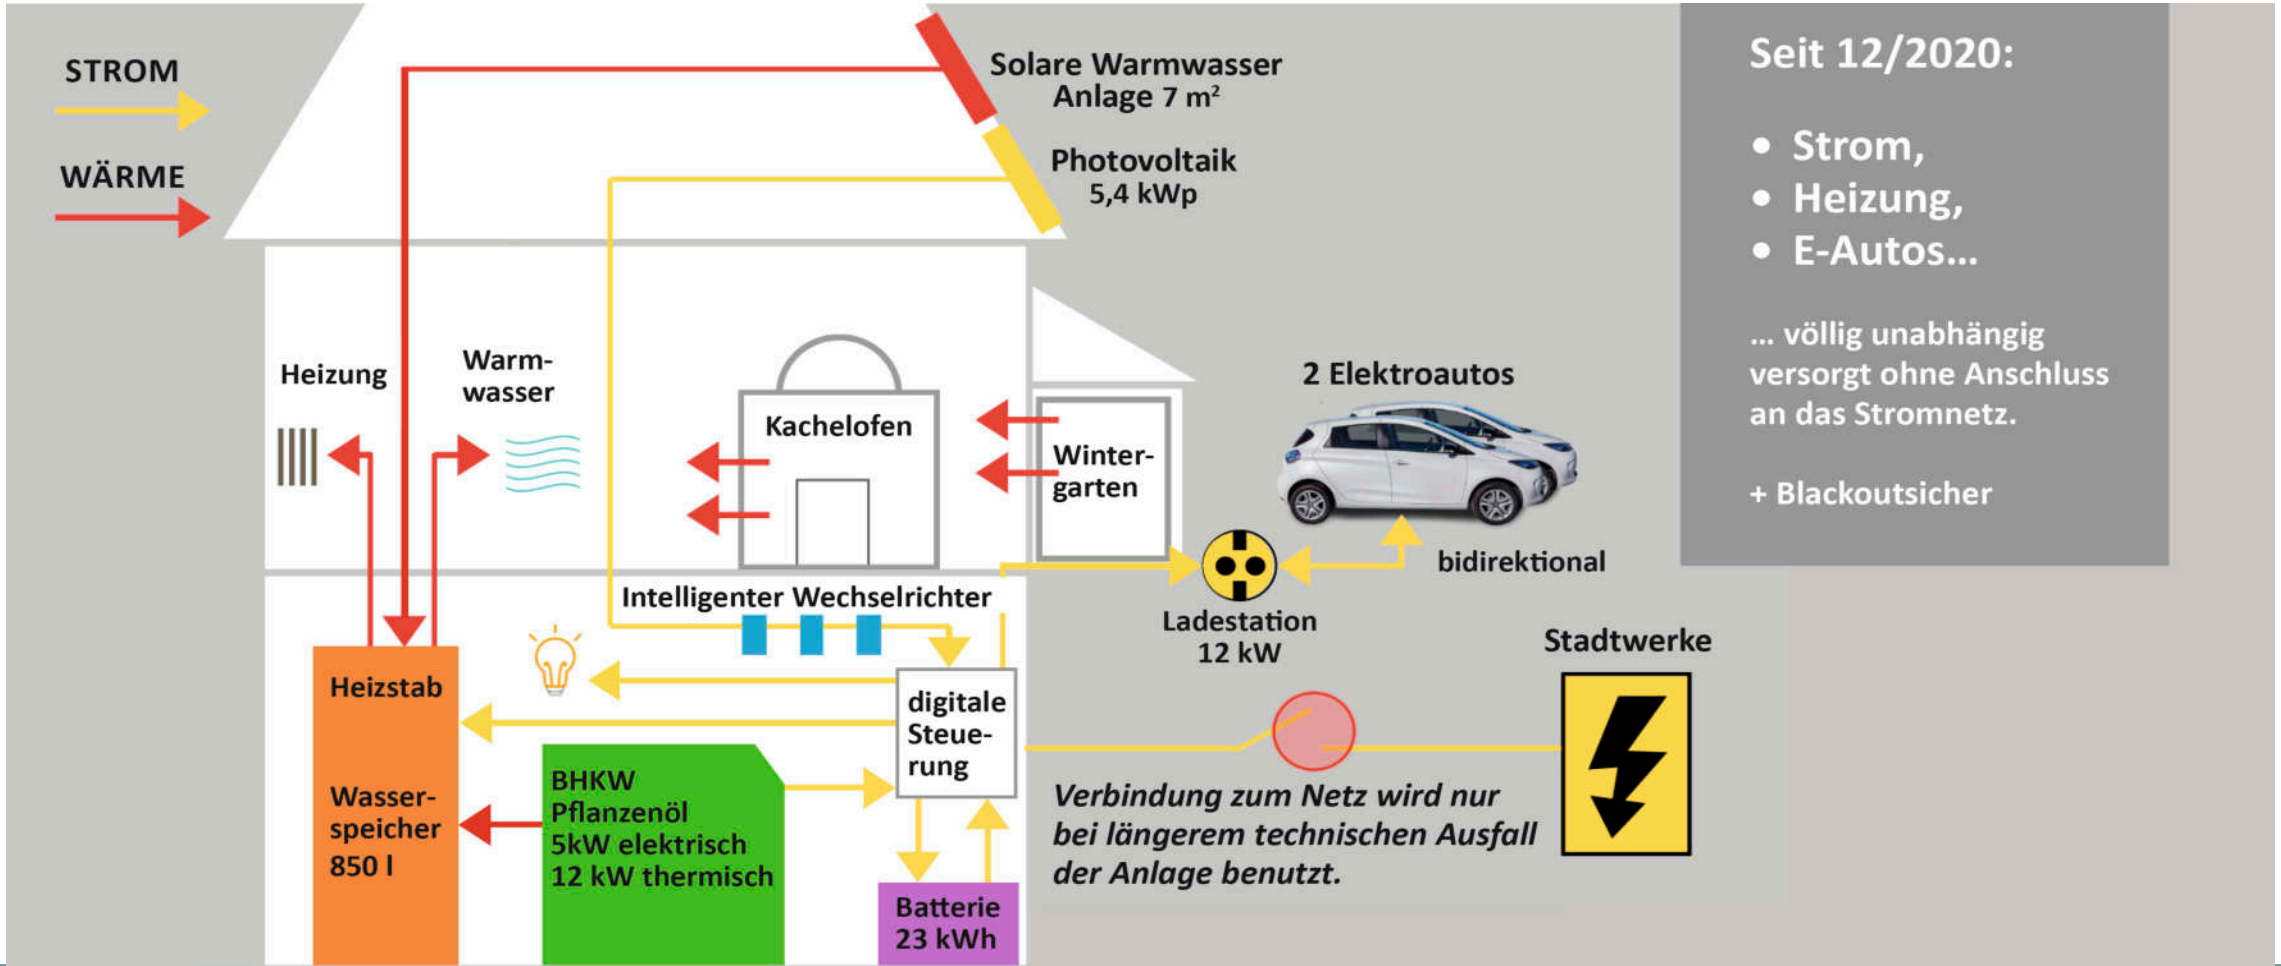 STROM
WÄRME
Solare Warmwasser
Anlage 7 m²
Photovoltaik
5,4 kWp
Seit 12/2020:
• Strom,
• Heizung,
• E-Autos...
... völlig unabhängig
versorgt ohne Anschluss
an das Stromnetz.
+ Blackoutsicher
Heizung
Warm-
wasser
Kachelofen
Winter-
garten
2 Elektroautos
bidirektional
Ladestation
12 kW
Intelligenter Wechselrichter
Stadtwerke
Heizstab
Wasser-
speicher
850 l
BHKW
Pflanzenöl
5kW elektrisch
12 kW thermisch
digitale
Steue-
rung
Batterie
23 kWh
Verbindung zum Netz wird nur
bei längerem technischen Ausfall
der Anlage benutzt.